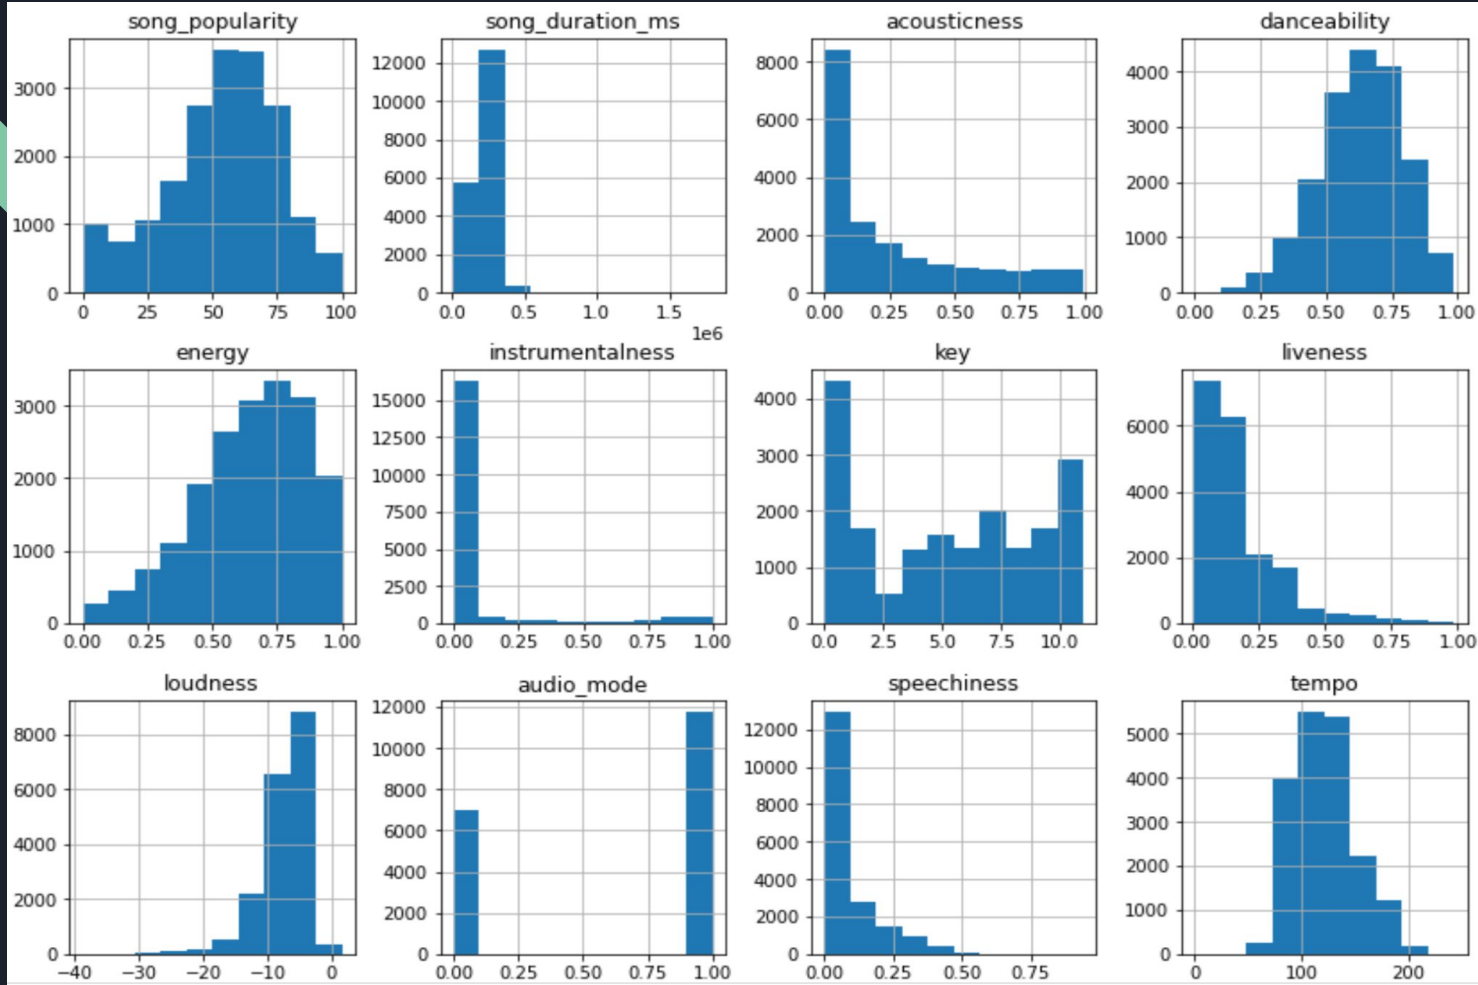 song_popularity song_duration_ms acousticness danceability
3000 2000 1000 0
0 25 50 75 100
12000 10000 8000 6000 4000 2000 0
0.0 0.5 1.0 1.5
1e6
8000 6000 4000 2000 0
0.00 0.25 0.50 0.75 1.00
4000 3000 2000 1000 0
0.00 0.25 0.50 0.75 1.00
energy instrumentalness key liveness
3000 2000 1000 0
0.00 0.25 0.50 0.75 1.00
15000 12500 10000 7500 5000 2500 0
0.00 0.25 0.50 0.75 1.00
4000 3000 2000 1000 0
0.0 2.5 5.0 7.5 10.0
6000 4000 2000 0
0.00 0.25 0.50 0.75 1.00
loudness audio_mode speechiness tempo
8000 6000 4000 2000 0
−40 −30 −20 −10 0
12000 10000 8000 6000 4000 2000 0
0.00 0.25 0.50 0.75 1.00
12000 10000 8000 6000 4000 2000 0
0.00 0.25 0.50 0.75
5000 4000 3000 2000 1000 0
0 100 200